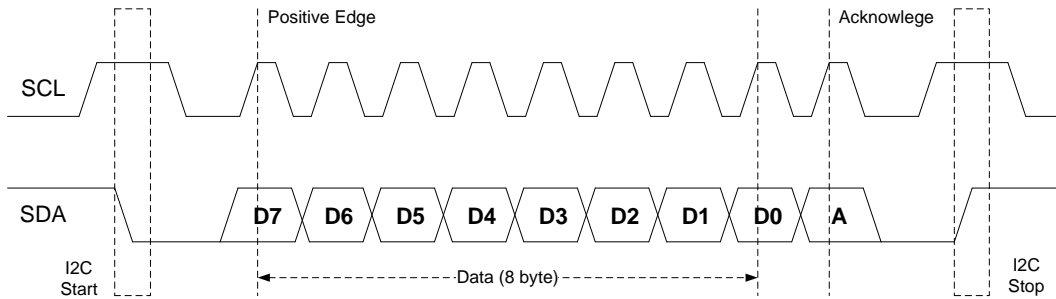 Positive Edge
Acknowlege
SCL
SDA
D7 D6 D5 D4 D3 D2 D1 D0 A
I2C
Start
Data (8 byte)
I2C
Stop